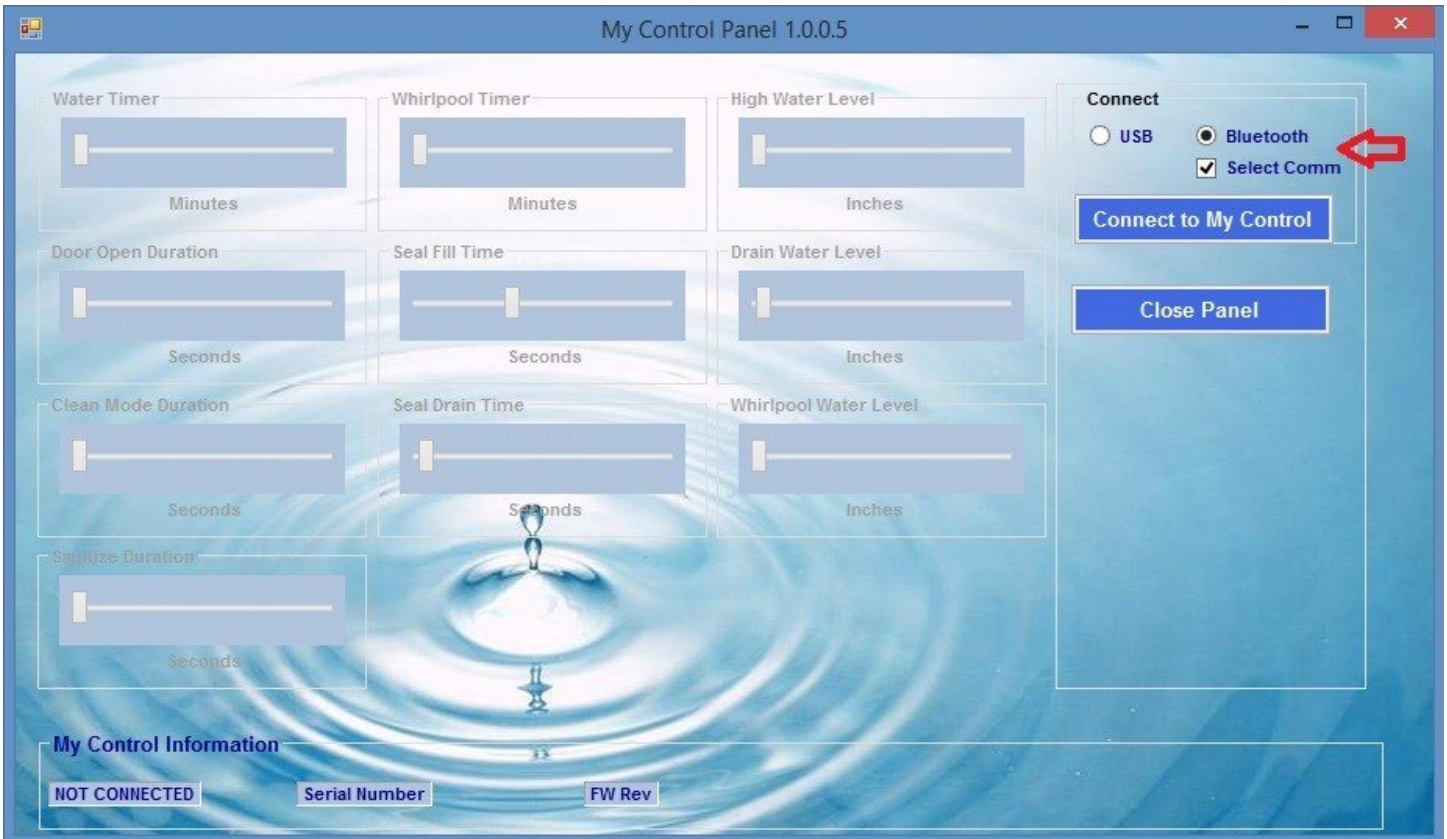 My Control Panel 1.0.0.5
Water Timer
Minutes
Whirlpool Timer
Minutes
High Water Level
Inches
Connect
USB
Bluetooth
Select Comm
Connect to My Control
Close Panel
Door Open Duration
Seconds
Seal Fill Time
Seconds
Drain Water Level
Inches
Clean Mode Duration
Seconds
Seal Drain Time
Seconds
Whirlpool Water Level
Inches
Sanitize Duration
Seconds
My Control Information
NOT CONNECTED
Serial Number
FW Rev